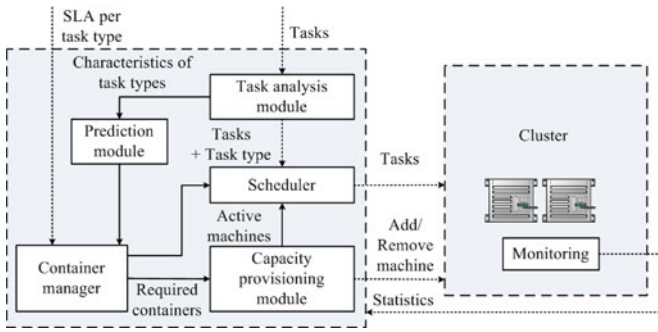 SLA per
task type
Tasks
Characteristics of
task types
Task analysis
module
Prediction
module
Tasks
+ Task type
Scheduler
Tasks
Cluster
Active
machines
Add/
Remove
machine
Monitoring
Container
manager
Required
containers
Capacity
provisioning
module
Statistics